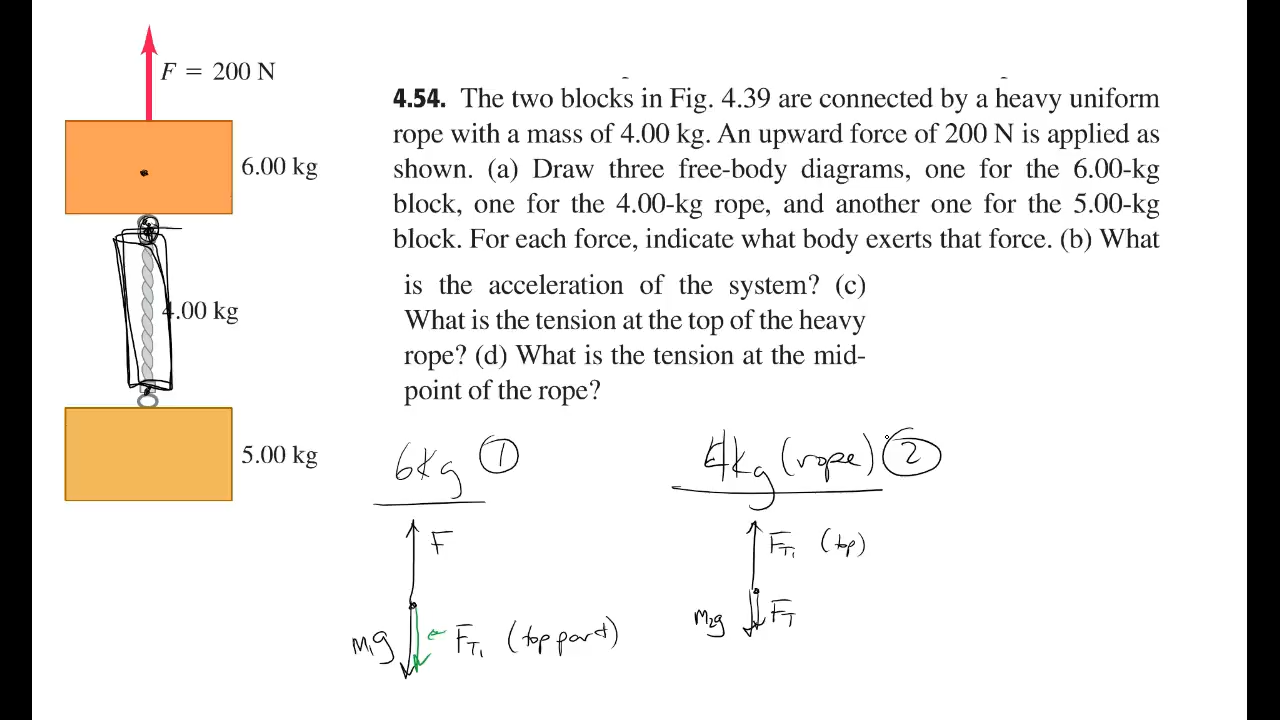 F = 200 N
6.00 kg
4.00 kg
5.00 kg
4.54. The two blocks in Fig. 4.39 are connected by a heavy uniform
rope with a mass of 4.00 kg. An upward force of 200 N is applied as
shown. (a) Draw three free-body diagrams, one for the 6.00-kg
block, one for the 4.00-kg rope, and another one for the 5.00-kg
block. For each force, indicate what body exerts that force. (b) What
is the acceleration of the system? (c)
What is the tension at the top of the heavy
rope? (d) What is the tension at the mid-
point of the rope?
6kg ①
F
m₁g
F_T₁ (top part)
4kg (rope) ②
F_T₁ (top)
m₂g F_T